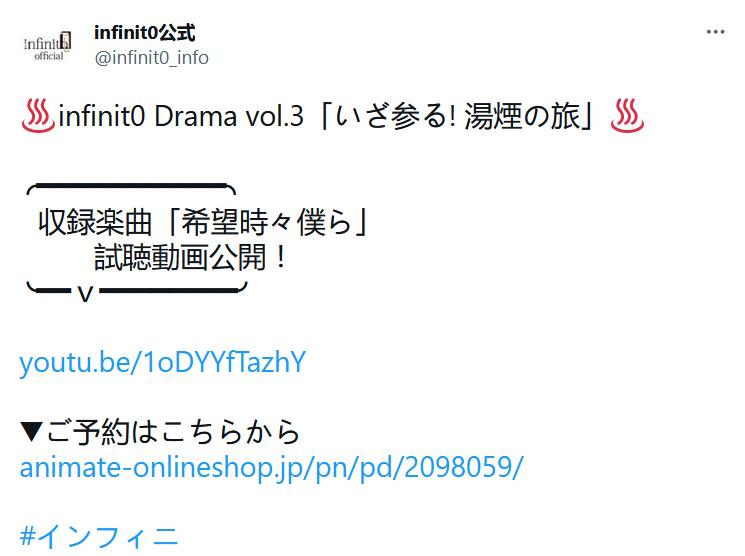 infinit0
official
infinit0公式
@infinit0_info
♨infinit0 Drama vol.3「いざ参る! 湯煙の旅」♨
╭━━━━━━━━━╮
収録楽曲「希望時々僕ら」
試聴動画公開！
╰━━ｖ━━━━━━━╯
youtu.be/1oDYYfTazhY
▼ご予約はこちらから
animate-onlineshop.jp/pn/pd/2098059/
#インフィニ